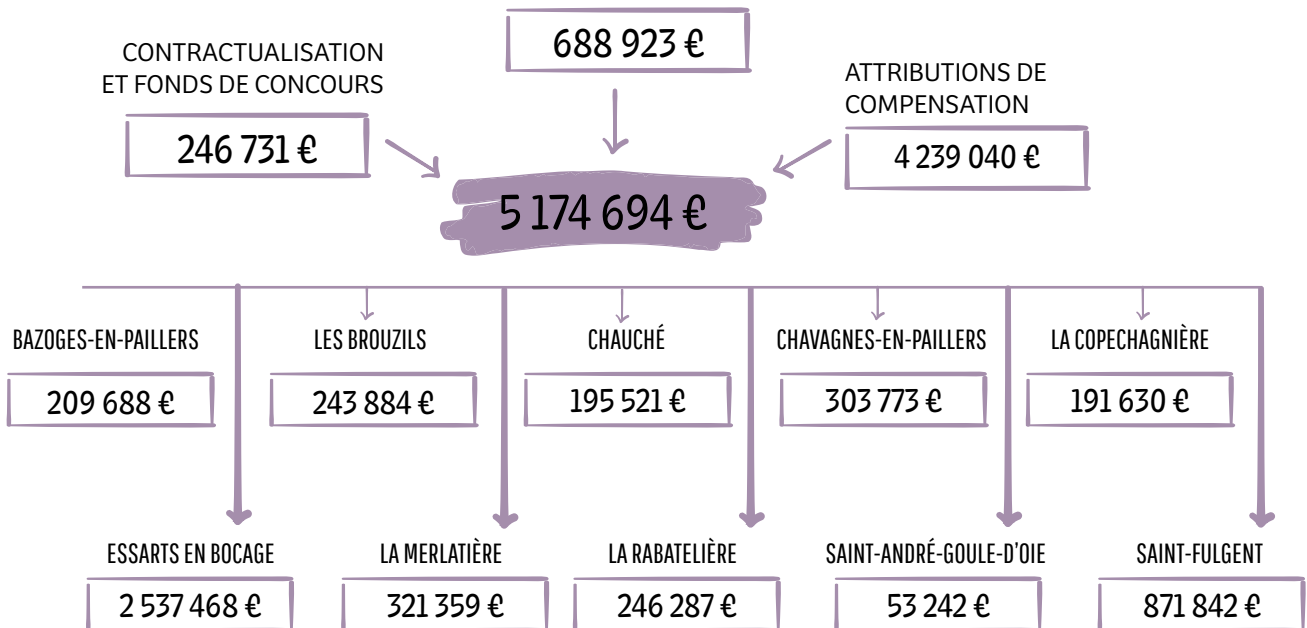 688 923 €
CONTRACTUALISATION
ET FONDS DE CONCOURS
246 731 €
ATTRIBUTIONS DE
COMPENSATION
4 239 040 €
5 174 694 €
BAZOGES-EN-PAILLERS
209 688 €
LES BROUZILS
243 884 €
CHAUCHÉ
195 521 €
CHAVAGNES-EN-PAILLERS
303 773 €
LA COPECHAGNIÈRE
191 630 €
ESSARTS EN BOCAGE
2 537 468 €
LA MERLATIÈRE
321 359 €
LA RABATELIÈRE
246 287 €
SAINT-ANDRÉ-GOULE-D'OIE
53 242 €
SAINT-FULGENT
871 842 €